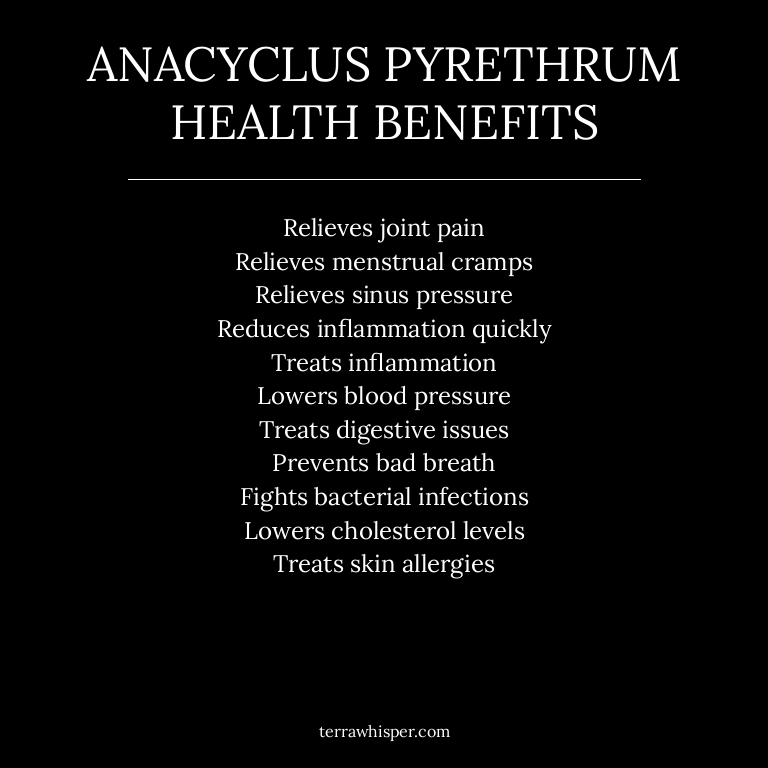 ANACYCLUS PYRETHRUM
HEALTH BENEFITS
Relieves joint pain
Relieves menstrual cramps
Relieves sinus pressure
Reduces inflammation quickly
Treats inflammation
Lowers blood pressure
Treats digestive issues
Prevents bad breath
Fights bacterial infections
Lowers cholesterol levels
Treats skin allergies
terrawhisper.com